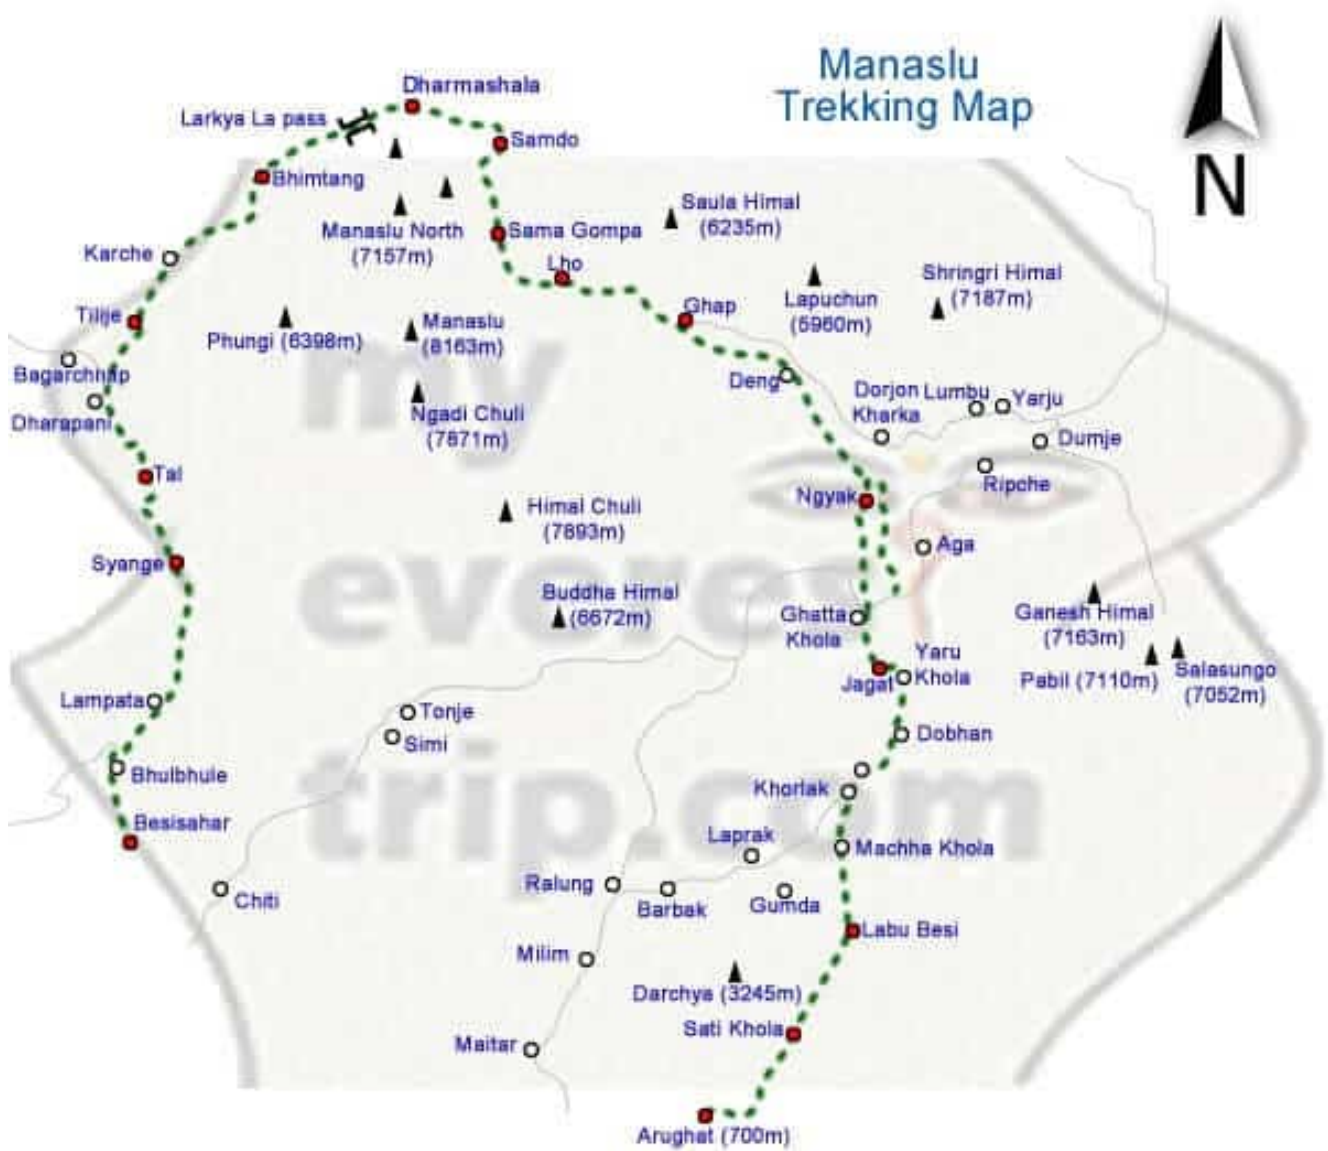 Manaslu
Trekking Map
N
Dharmashala
Larkya La pass
Samdo
Bhimtang
Saula Himal
(6235m)
Manaslu North
(7157m)
Sama Gompa
Karche
Lho
Shringri Himal
(7187m)
Lapuchun
(5960m)
Ghap
Tilije
Phungi (6398m)
Manaslu
(8163m)
Bagarchhap
Deng
Dorjon
Kharka
Lumbu
Yarju
Dharapani
Ngadi Chuli
(7871m)
Dumje
Tal
Ripche
Ngyak
Himal Chuli
(7893m)
Aga
Syange
my
everest
trip.com
Buddha Himal
(6672m)
Ghatta
Khola
Ganesh Himal
(7163m)
Yaru
Khola
Jagat
Pabil (7110m)
Salasungo
(7052m)
Lampata
Tonje
Simi
Dobhan
Bhulbhule
Khorlak
Besisahar
Laprak
Machha Khola
Chiti
Ralung
Barbak
Gumda
Labu Besi
Milim
Darchya (3245m)
Sati Khola
Maitar
Arughat (700m)